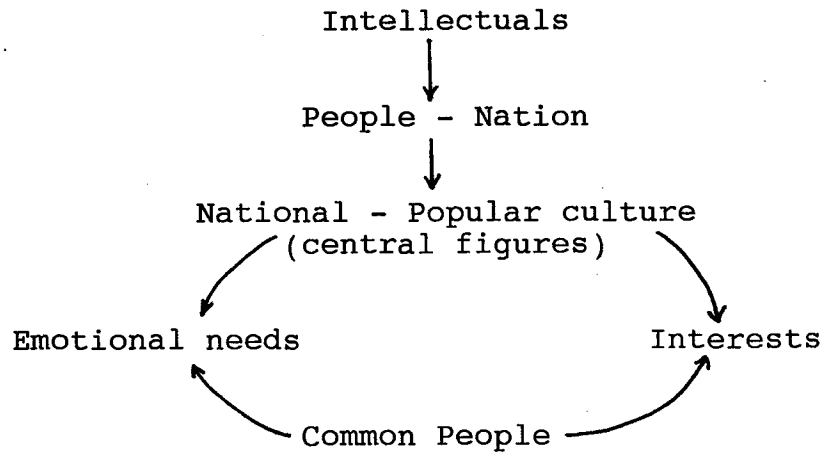 Intellectuals
People - Nation
National - Popular culture
(central figures)
Emotional needs
Interests
Common People